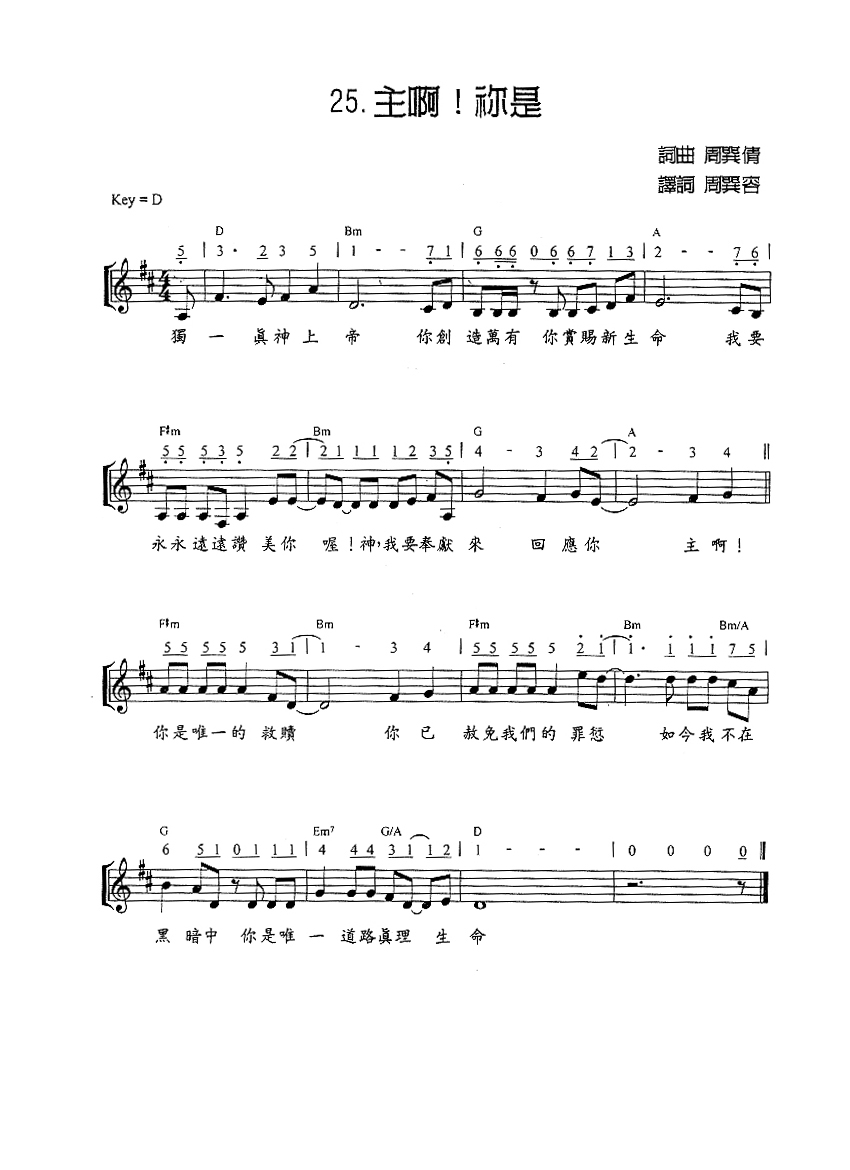 25.主啊！祢是
詞曲 周巽倩
譯詞 周巽容
Key = D
D Bm G A
5 | 3 · 2 3 5 | 1 - - 7 1 | 6 6 6 0 6 6 7 1 3 | 2 - - 7 6 |
獨 一 眞神上 帝 你創 造萬有 你賞賜新生命 我要
F#m Bm G A
5 5 5 3 5 2 2 | 2 1 1 1 1 2 3 5 | 4 - 3 4 2 | 2 - 3 4 ||
永永遠遠讚 美你 喔！神，我要奉獻 來 回應你 主啊！
F#m Bm F#m Bm Bm/A
5 5 5 5 5 3 1 | 1 - 3 4 | 5 5 5 5 5 2 1 | 1 · 1 1 1 7 5 |
你是唯一的 救贖 你 已 赦免我們的 罪愆 如今我不在
G Em7 G/A D
6 5 1 0 1 1 1 | 4 4 4 3 1 1 2 | 1 - - - | 0 0 0 0 ||
黑 暗中 你是唯 一 道路眞理 生 命